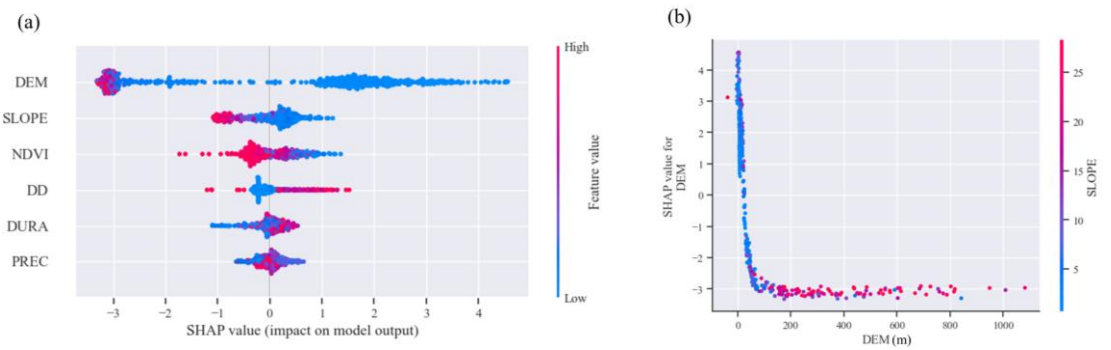 (a)
High
DEM
SLOPE
NDVI
DD
DURA
PREC
Feature value
Low
−3 −2 −1 0 1 2 3 4
SHAP value (impact on model output)
(b)
4
3
2
1
0
−1
−2
−3
SHAP value for
DEM
0 200 400 600 800 1000
DEM (m)
25
20
15
10
5
SLOPE